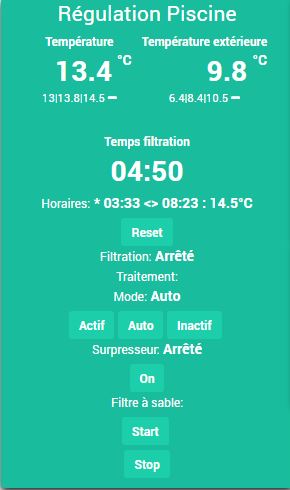 Régulation Piscine
Température Température extérieure
13.4 °C 9.8 °C
13|13.8|14.5 6.4|8.4|10.5
Temps filtration
04:50
Horaires: * 03:33 <> 08:23 : 14.5°C
Reset
Filtration: Arrêté
Traitement:
Mode: Auto
Actif Auto Inactif
Surpresseur: Arrêté
On
Filtre à sable:
Start
Stop